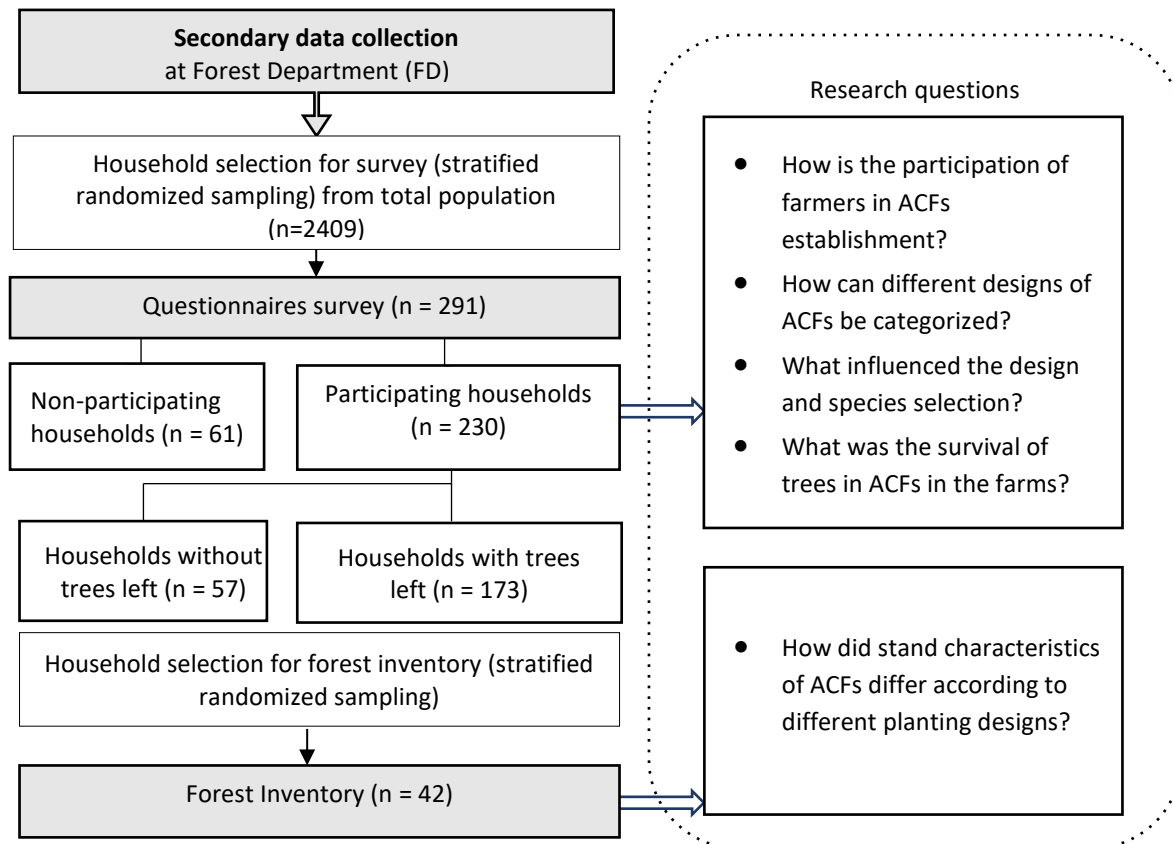 Secondary data collection
at Forest Department (FD)
Household selection for survey (stratified
randomized sampling) from total population
(n=2409)
Questionnaires survey (n = 291)
Non-participating
households (n = 61)
Participating households
(n = 230)
Households without
trees left (n = 57)
Households with trees
left (n = 173)
Household selection for forest inventory (stratified
randomized sampling)
Forest Inventory (n = 42)
Research questions
● How is the participation of
farmers in ACFs
establishment?
● How can different designs of
ACFs be categorized?
● What influenced the design
and species selection?
● What was the survival of
trees in ACFs in the farms?
● How did stand characteristics
of ACFs differ according to
different planting designs?